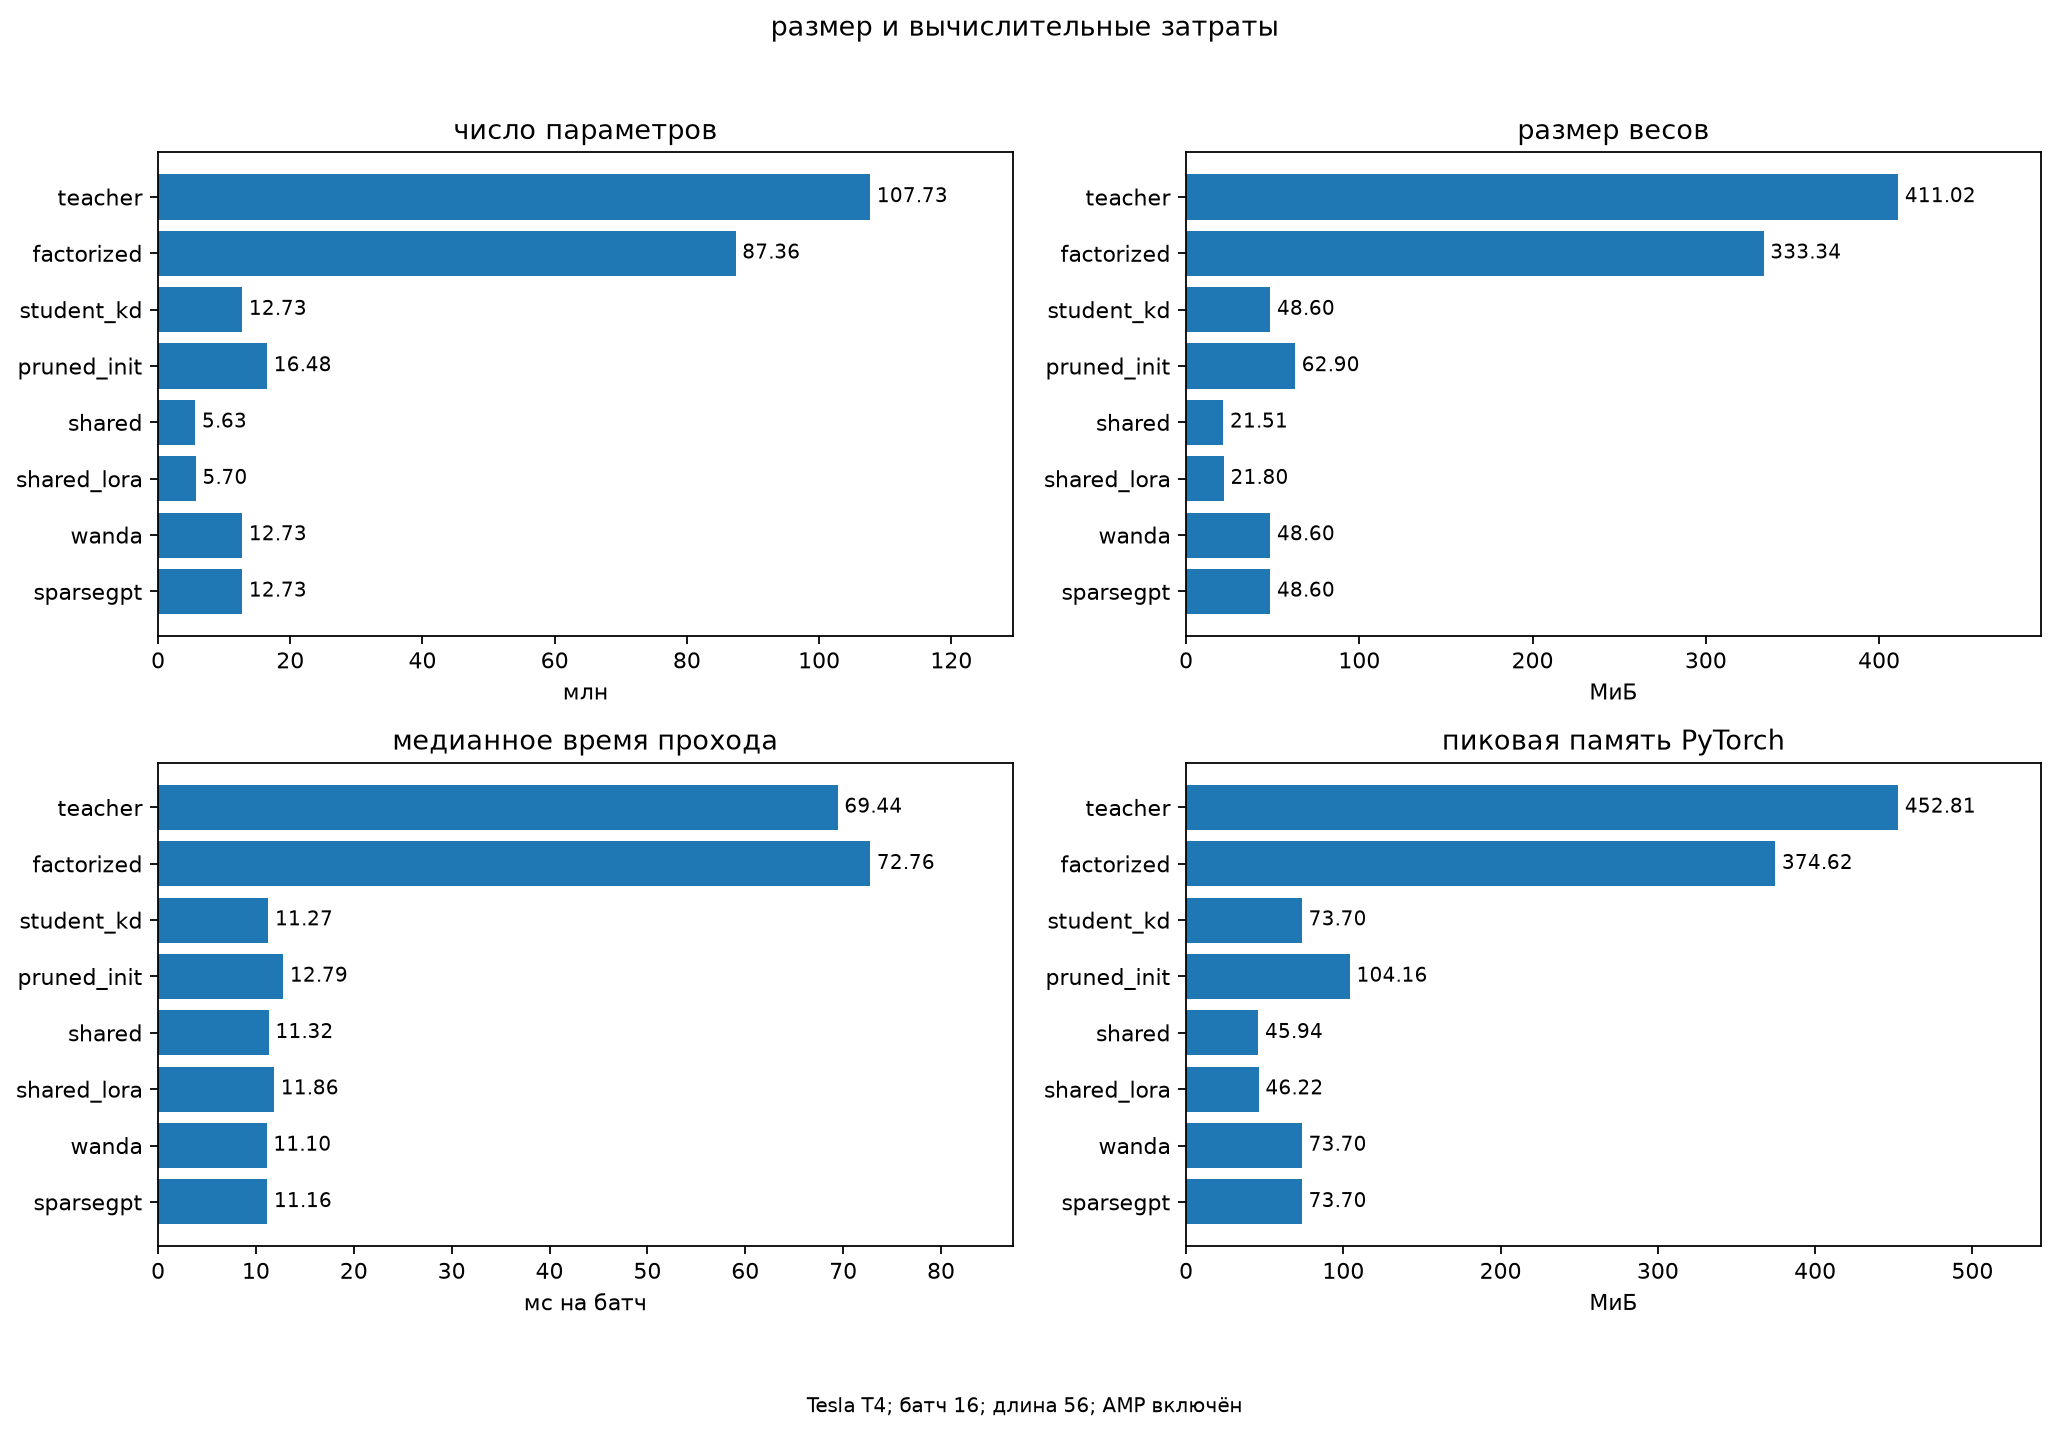 размер и вычислительные затраты
число параметров
teacher 107.73
factorized 87.36
student_kd 12.73
pruned_init 16.48
shared 5.63
shared_lora 5.70
wanda 12.73
sparsegpt 12.73
0 20 40 60 80 100 120
млн
размер весов
teacher 411.02
factorized 333.34
student_kd 48.60
pruned_init 62.90
shared 21.51
shared_lora 21.80
wanda 48.60
sparsegpt 48.60
0 100 200 300 400
МиБ
медианное время прохода
teacher 69.44
factorized 72.76
student_kd 11.27
pruned_init 12.79
shared 11.32
shared_lora 11.86
wanda 11.10
sparsegpt 11.16
0 10 20 30 40 50 60 70 80
мс на батч
пиковая память PyTorch
teacher 452.81
factorized 374.62
student_kd 73.70
pruned_init 104.16
shared 45.94
shared_lora 46.22
wanda 73.70
sparsegpt 73.70
0 100 200 300 400 500
МиБ
Tesla T4; батч 16; длина 56; AMP включён